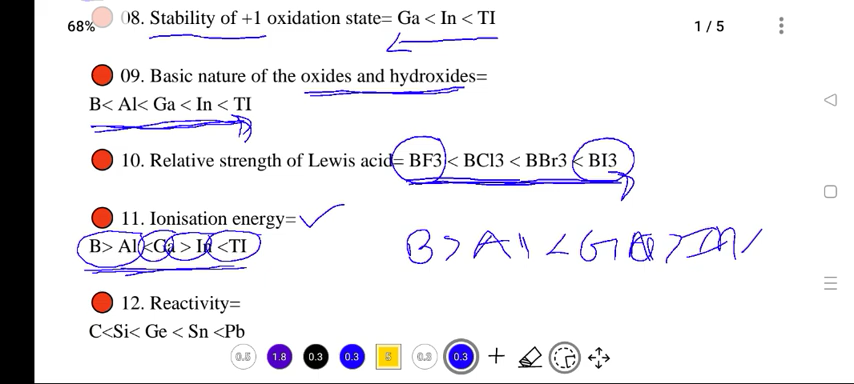 08. Stability of +1 oxidation state= Ga < In < TI
68%
1 / 5
09. Basic nature of the oxides and hydroxides=
B< Al< Ga < In < TI
10. Relative strength of Lewis acid= BF3 < BCl3 < BBr3 < BI3
11. Ionisation energy=
B> Al <Ga > In <TI
B > Al < Ga > In
12. Reactivity=
C<Si< Ge < Sn <Pb
0.5 1.8 0.3 0.3 5 0.3 0.3